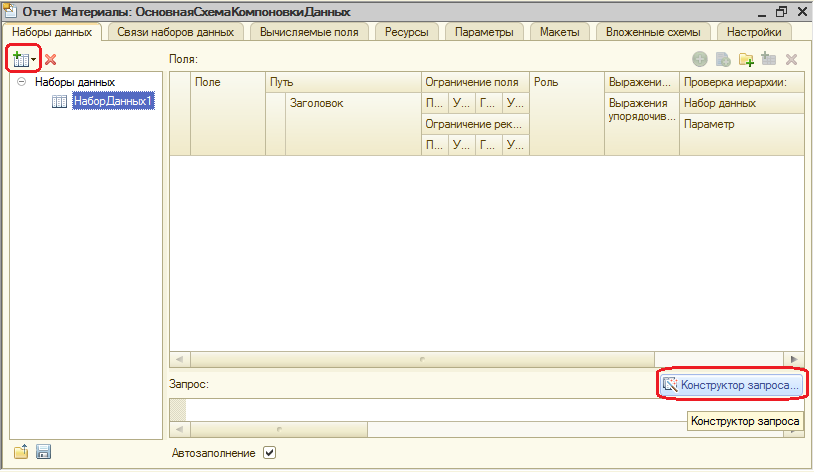 Отчет Материалы: ОсновнаяСхемаКомпоновкиДанных
Наборы данных Связи наборов данных Вычисляемые поля Ресурсы Параметры Макеты Вложенные схемы Настройки
Поля:
Наборы данных
НаборДанных1
Поле Путь Ограничение поля Роль Выражени... Проверка иерархии:
Заголовок П... У... Г... У... Выражения упорядочив... Набор данных
Ограничение рек... Параметр
П... У... Г... У...
Запрос:
Конструктор запроса...
Конструктор запроса
Автозаполнение